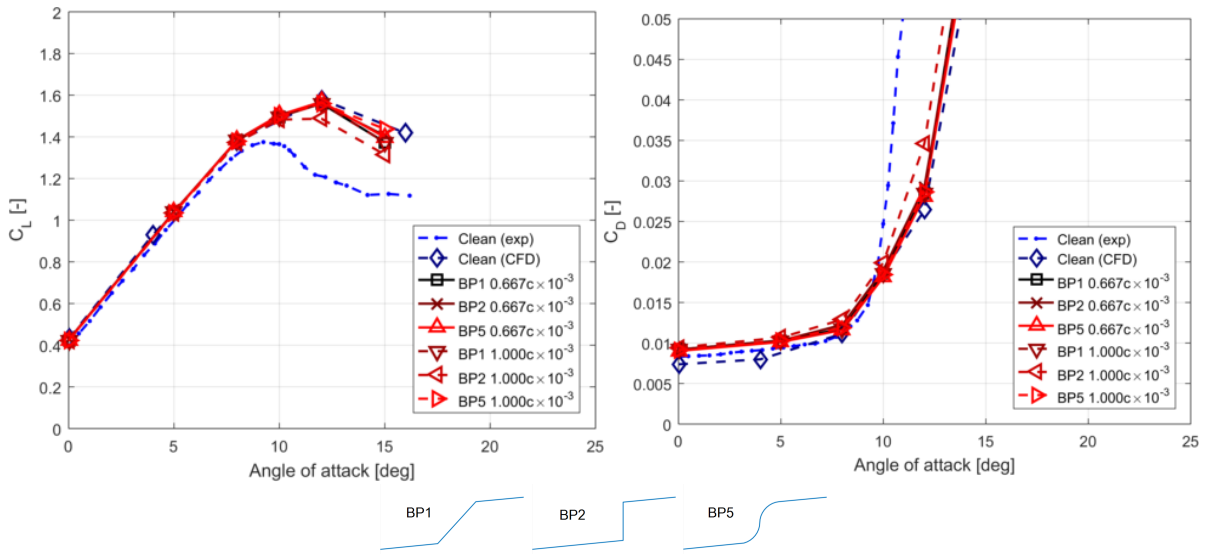 2
1.8
1.6
1.4
1.2
1
0.8
0.6
0.4
0.2
0
C_L [-]
0 5 10 15 20 25
Angle of attack [deg]
Clean (exp)
Clean (CFD)
BP1 0.667c×10^-3
BP2 0.667c×10^-3
BP5 0.667c×10^-3
BP1 1.000c×10^-3
BP2 1.000c×10^-3
BP5 1.000c×10^-3
0.05
0.045
0.04
0.035
0.03
0.025
0.02
0.015
0.01
0.005
0
C_D [-]
0 5 10 15 20 25
Angle of attack [deg]
Clean (exp)
Clean (CFD)
BP1 0.667c×10^-3
BP2 0.667c×10^-3
BP5 0.667c×10^-3
BP1 1.000c×10^-3
BP2 1.000c×10^-3
BP5 1.000c×10^-3
BP1 BP2 BP5